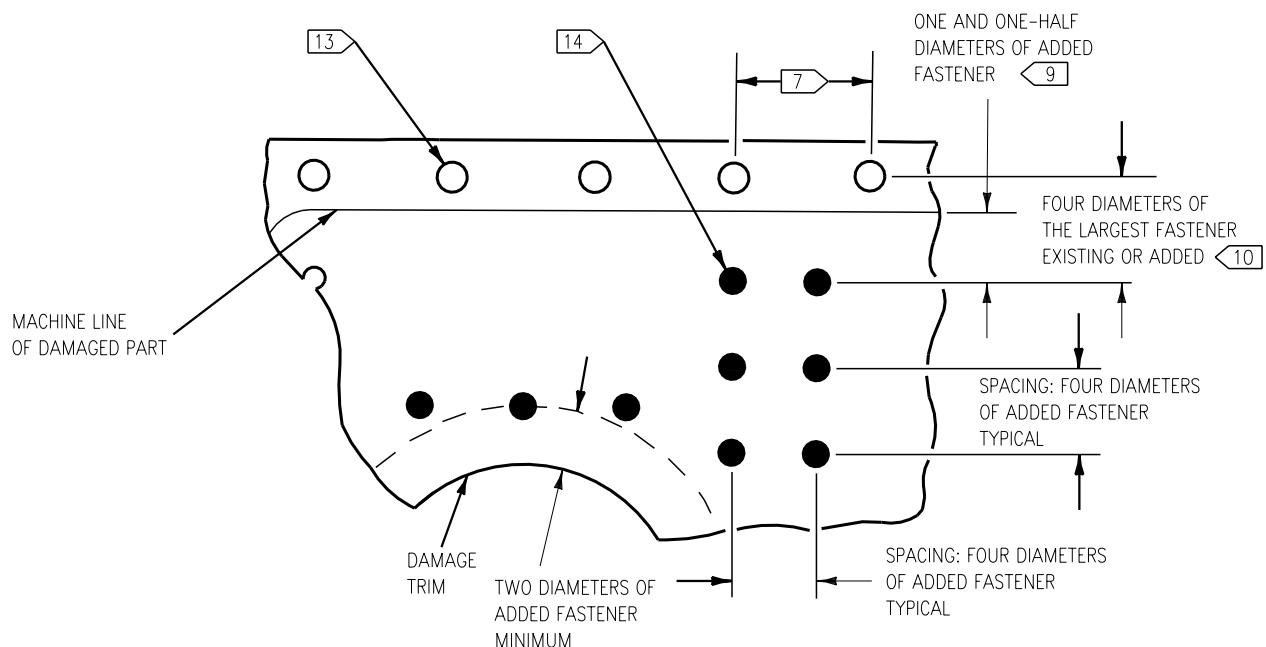 13
14
7
ONE AND ONE-HALF
DIAMETERS OF ADDED
FASTENER 9
FOUR DIAMETERS OF
THE LARGEST FASTENER
EXISTING OR ADDED 10
MACHINE LINE
OF DAMAGED PART
SPACING: FOUR DIAMETERS
OF ADDED FASTENER
TYPICAL
DAMAGE
TRIM
TWO DIAMETERS OF
ADDED FASTENER
MINIMUM
SPACING: FOUR DIAMETERS
OF ADDED FASTENER
TYPICAL